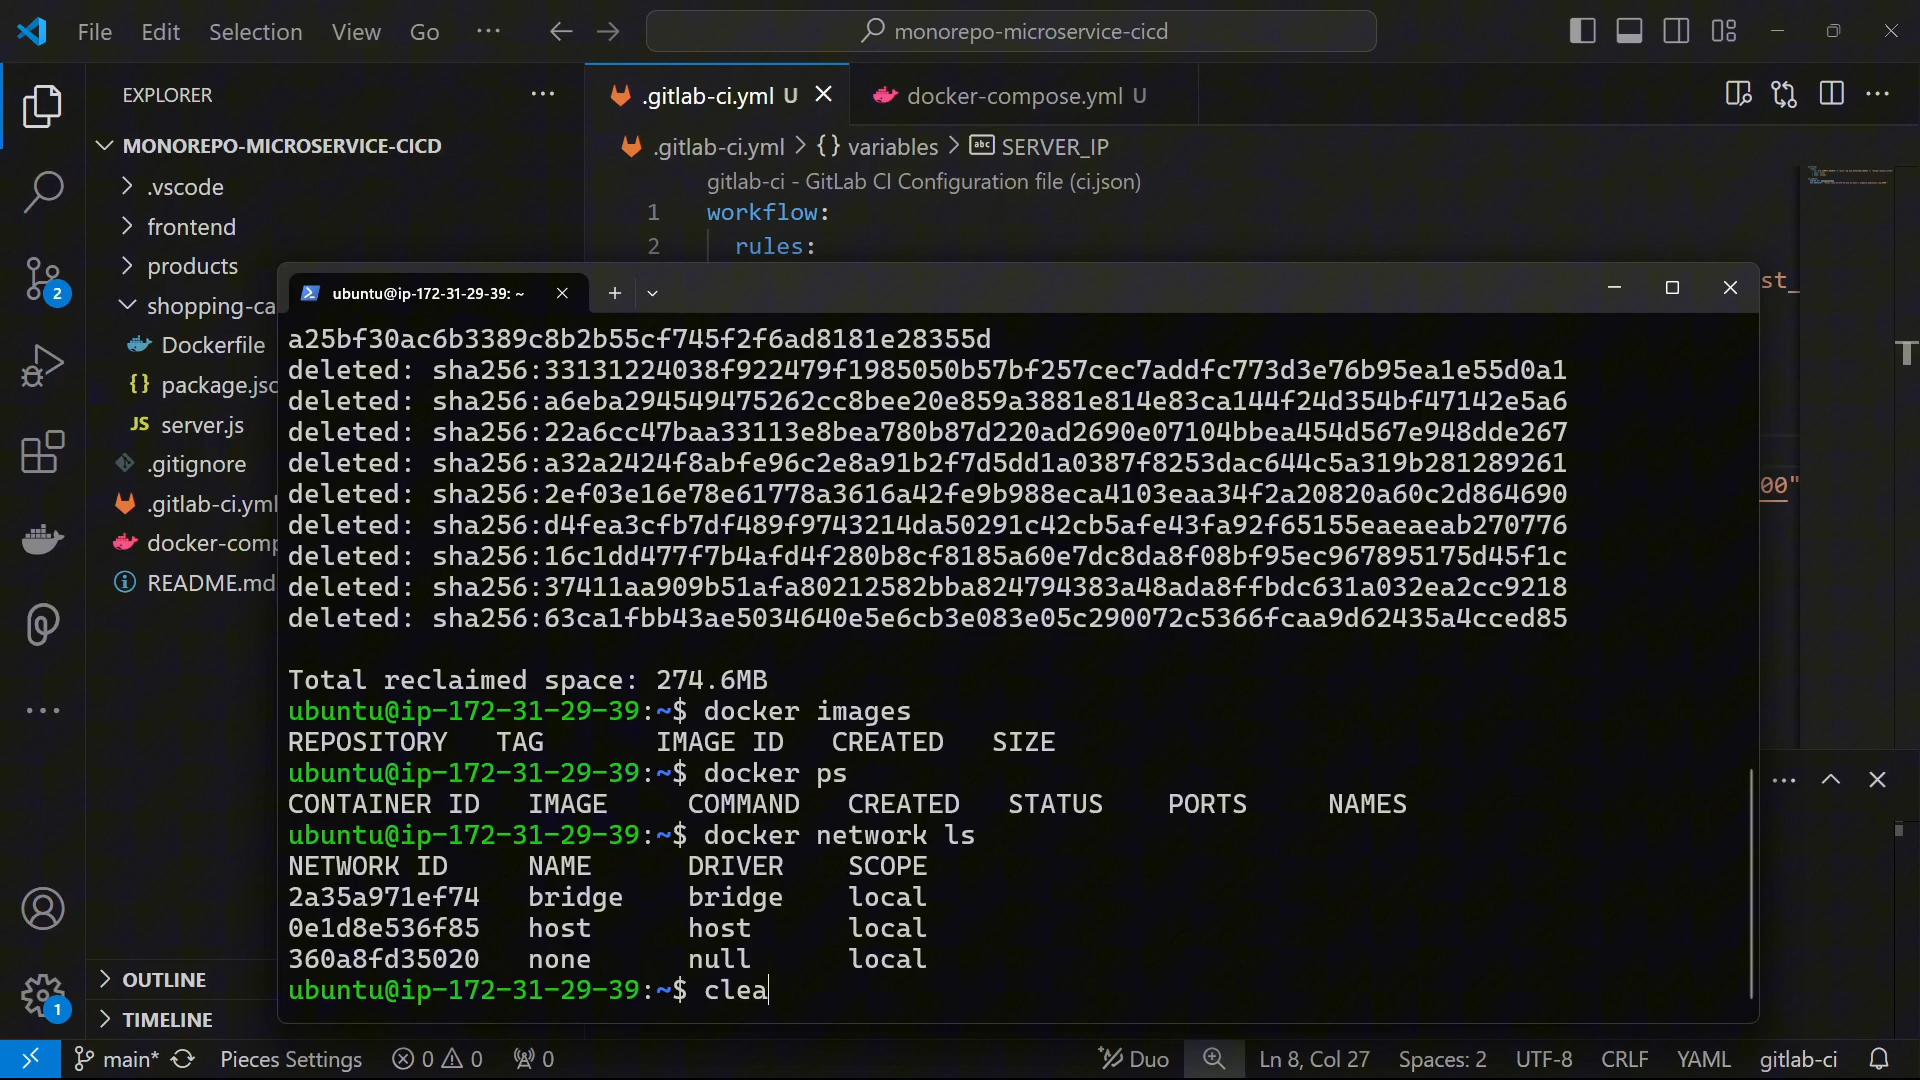 File Edit Selection View Go ··· monorepo-microservice-cicd
EXPLORER ···
MONOREPO-MICROSERVICE-CICD
.vscode
frontend
products
shopping-ca
Dockerfile
package.jsc
server.js
.gitignore
.gitlab-ci.yml
docker-comp
README.md
OUTLINE
TIMELINE
.gitlab-ci.yml U docker-compose.yml U
.gitlab-ci.yml > {} variables > abc SERVER_IP
gitlab-ci - GitLab CI Configuration file (ci.json)
1 workflow:
2 rules:
st_
00"
ubuntu@ip-172-31-29-39: ~
a25bf30ac6b3389c8b2b55cf745f2f6ad8181e28355d
deleted: sha256:33131224038f922479f1985050b57bf257cec7addfc773d3e76b95ea1e55d0a1
deleted: sha256:a6eba294549475262cc8bee20e859a3881e814e83ca144f24d354bf47142e5a6
deleted: sha256:22a6cc47baa33113e8bea780b87d220ad2690e07104bbea454d567e948dde267
deleted: sha256:a32a2424f8abfe96c2e8a91b2f7d5dd1a0387f8253dac644c5a319b281289261
deleted: sha256:2ef03e16e78e61778a3616a42fe9b988eca4103eaa34f2a20820a60c2d864690
deleted: sha256:d4fea3cfb7df489f9743214da50291c42cb5afe43fa92f65155eaeaeab270776
deleted: sha256:16c1dd477f7b4afd4f280b8cf8185a60e7dc8da8f08bf95ec967895175d45f1c
deleted: sha256:37411aa909b51afa80212582bba824794383a48ada8ffbdc631a032ea2cc9218
deleted: sha256:63ca1fbb43ae5034640e5e6cb3e083e05c290072c5366fcaa9d62435a4cced85
Total reclaimed space: 274.6MB
ubuntu@ip-172-31-29-39:~$ docker images
REPOSITORY TAG IMAGE ID CREATED SIZE
ubuntu@ip-172-31-29-39:~$ docker ps
CONTAINER ID IMAGE COMMAND CREATED STATUS PORTS NAMES
ubuntu@ip-172-31-29-39:~$ docker network ls
NETWORK ID NAME DRIVER SCOPE
2a35a971ef74 bridge bridge local
0e1d8e536f85 host host local
360a8fd35020 none null local
ubuntu@ip-172-31-29-39:~$ clea
2
1
main* Pieces Settings 0 0 0 Duo Ln 8, Col 27 Spaces: 2 UTF-8 CRLF YAML gitlab-ci